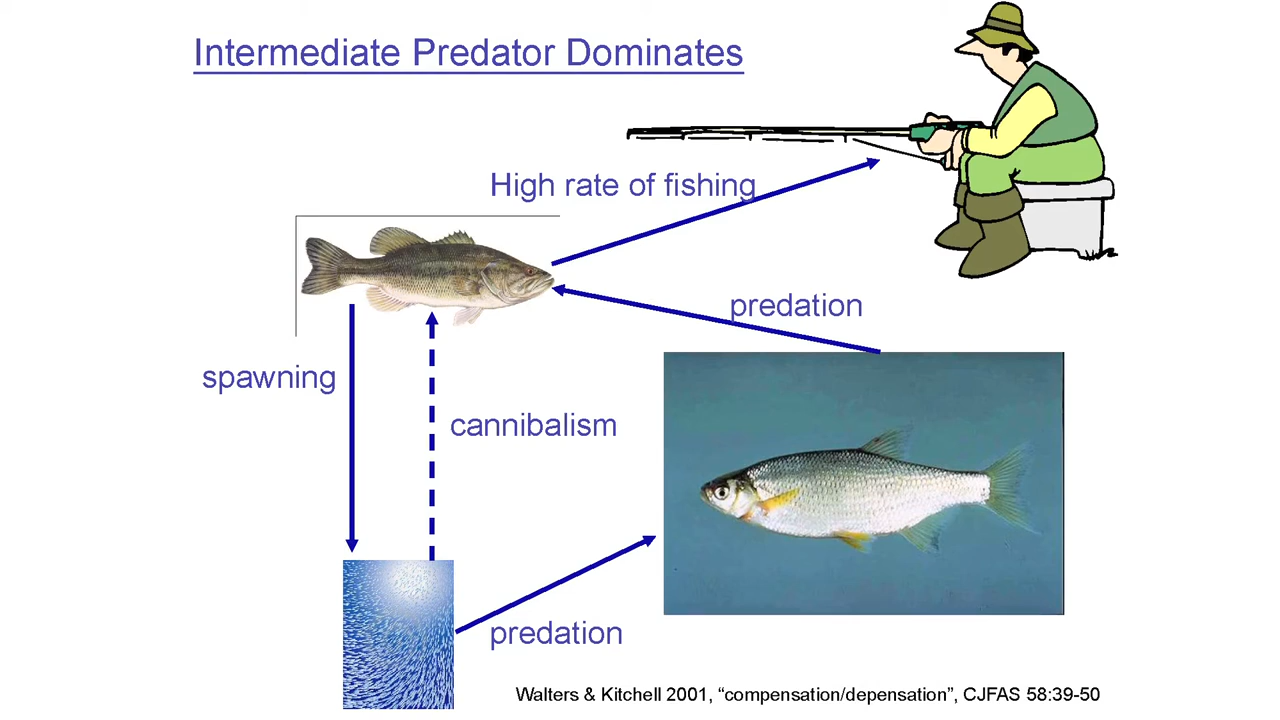 Intermediate Predator Dominates
High rate of fishing
predation
spawning
cannibalism
predation
Walters & Kitchell 2001, “compensation/depensation”, CJFAS 58:39-50